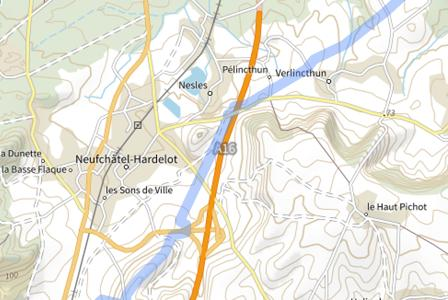 Pélincthun
Verlincthun
Nesles
73
A16
la Dunette
la Basse Flaque
Neufchâtel-Hardelot
les Sons de Ville
le Haut Pichot
100